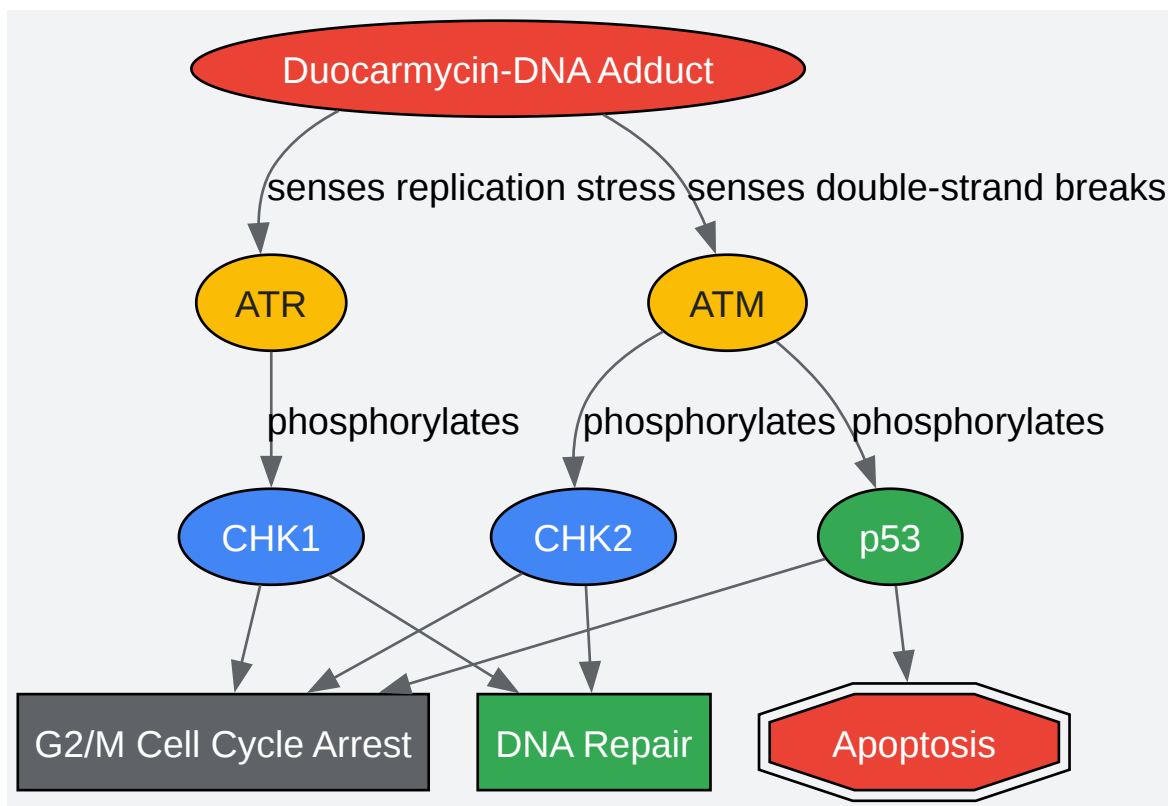 Duocarmycin-DNA Adduct
senses replication stress
senses double-strand breaks
ATR
ATM
phosphorylates
phosphorylates
phosphorylates
CHK1
CHK2
p53
G2/M Cell Cycle Arrest
DNA Repair
Apoptosis